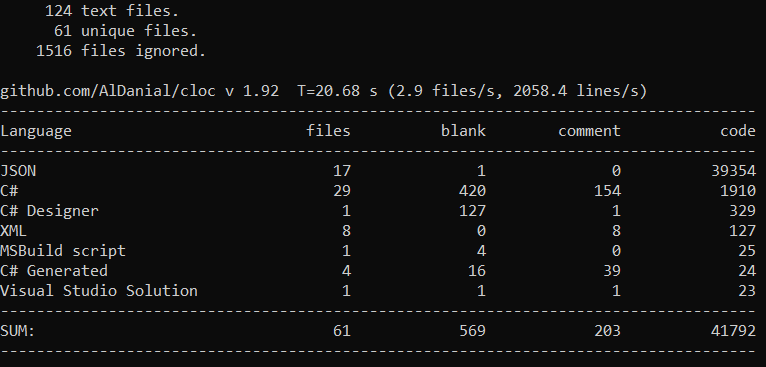 124 text files.
61 unique files.
1516 files ignored.
github.com/AlDanial/cloc v 1.92  T=20.68 s (2.9 files/s, 2058.4 lines/s)
-------------------------------------------------------------------------------
Language                     files          blank        comment           code
-------------------------------------------------------------------------------
JSON                            17              1              0          39354
C#                              29            420            154           1910
C# Designer                      1            127              1            329
XML                              8              0              8            127
MSBuild script                   1              4              0             25
C# Generated                     4             16             39             24
Visual Studio Solution           1              1              1             23
-------------------------------------------------------------------------------
SUM:                            61            569            203          41792
-------------------------------------------------------------------------------